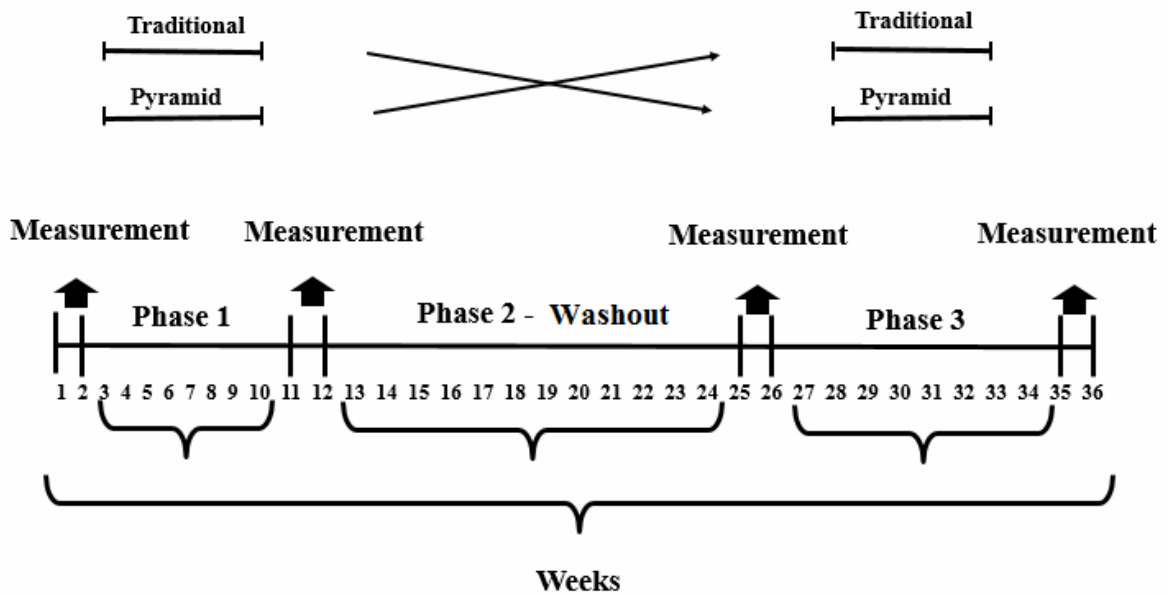 Traditional Traditional
Pyramid Pyramid
Measurement Measurement Measurement Measurement
Phase 1 Phase 2 - Washout Phase 3
1 2 3 4 5 6 7 8 9 10 11 12 13 14 15 16 17 18 19 20 21 22 23 24 25 26 27 28 29 30 31 32 33 34 35 36
Weeks